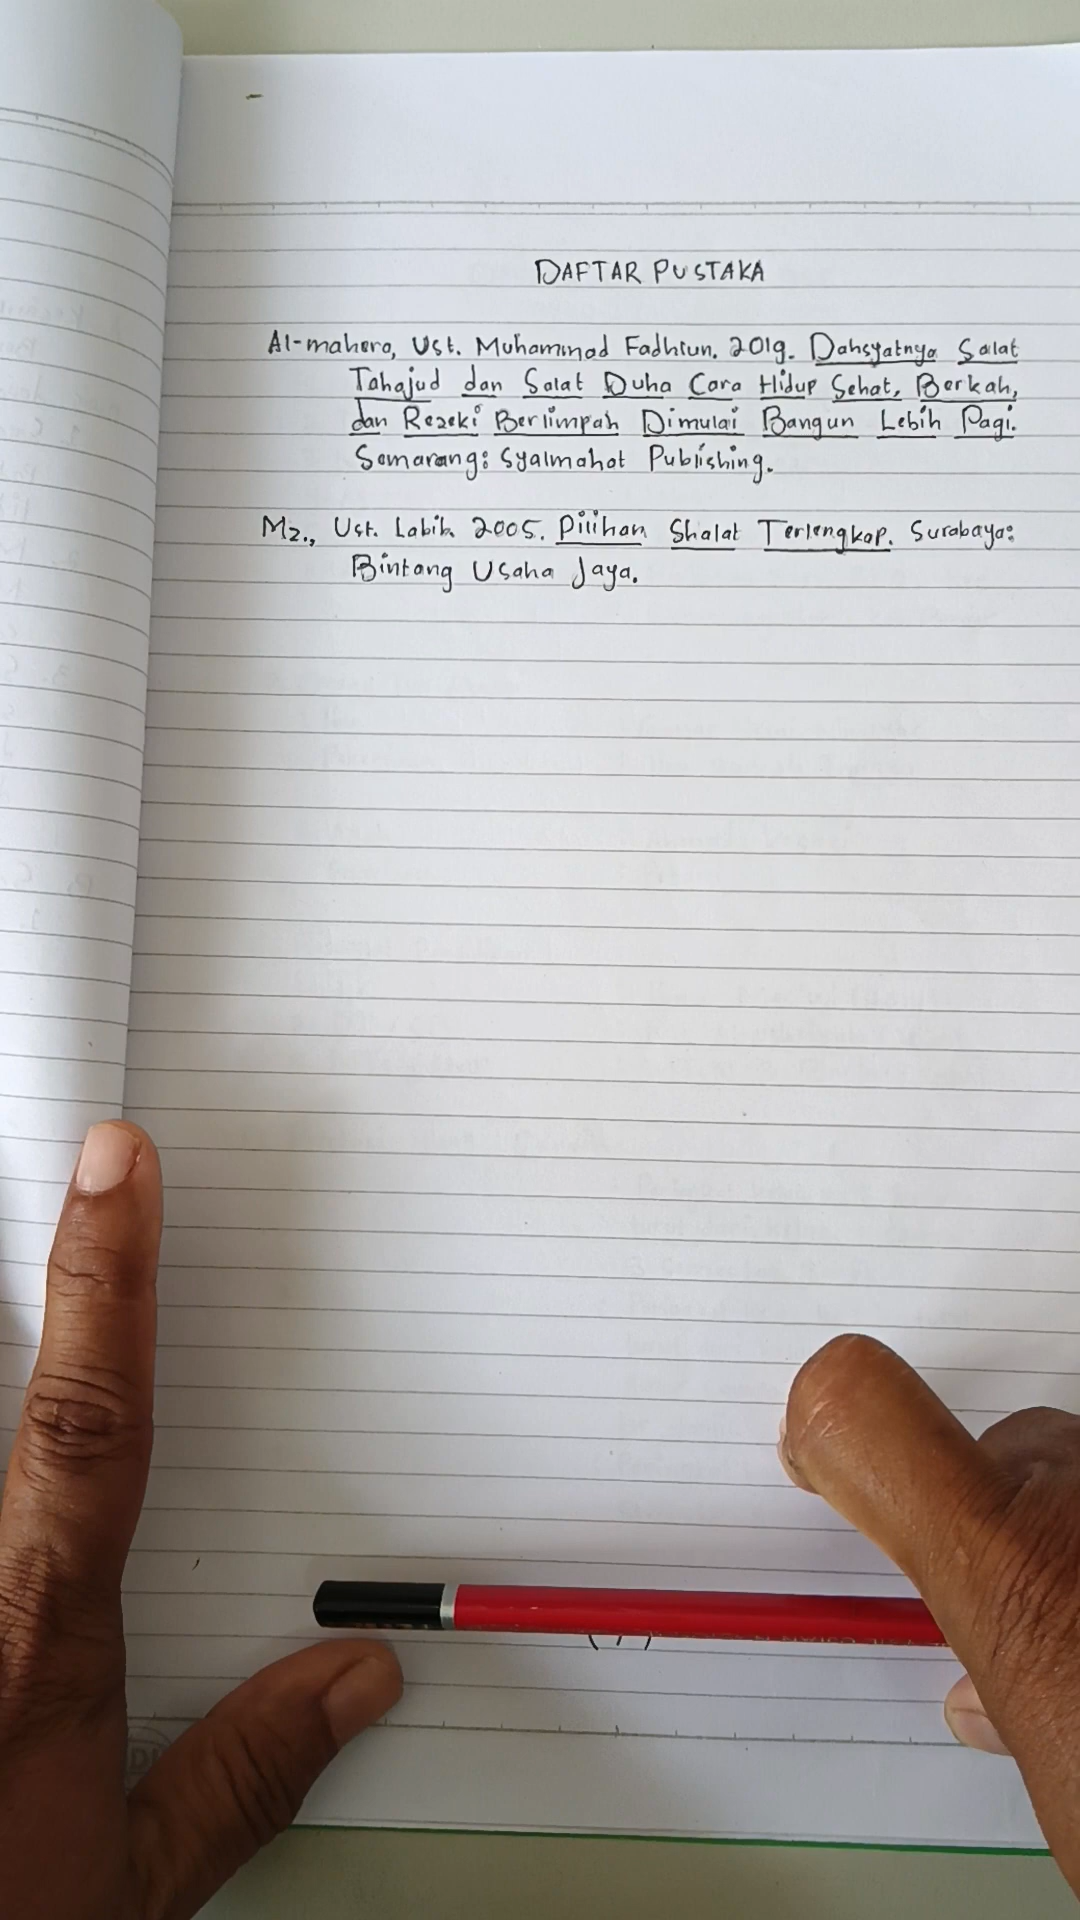 DAFTAR PUSTAKA
Al-mahera, Ust. Muhammad Fadhlun. 2019. Dahsyatnya Salat
Tahajud dan Salat Duha Cara Hidup Sehat, Berkah,
dan Rezeki Berlimpah Dimulai Bangun Lebih Pagi.
Semarang: Syalmahat Publishing.
Mz., Ust. Labib. 2005. Pilihan Shalat Terlengkap. Surabaya:
Bintang Usaha Jaya.